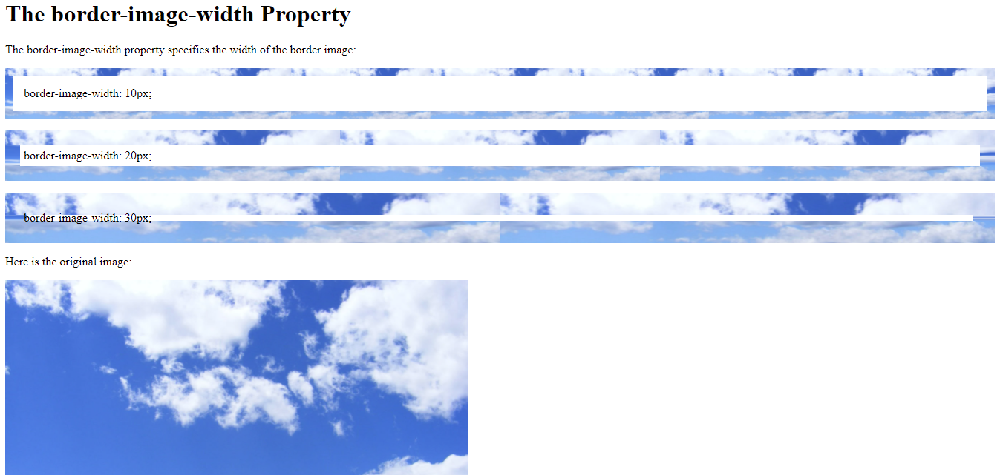 The border-image-width Property
The border-image-width property specifies the width of the border image:
border-image-width: 10px;
border-image-width: 20px;
border-image-width: 30px;
Here is the original image: